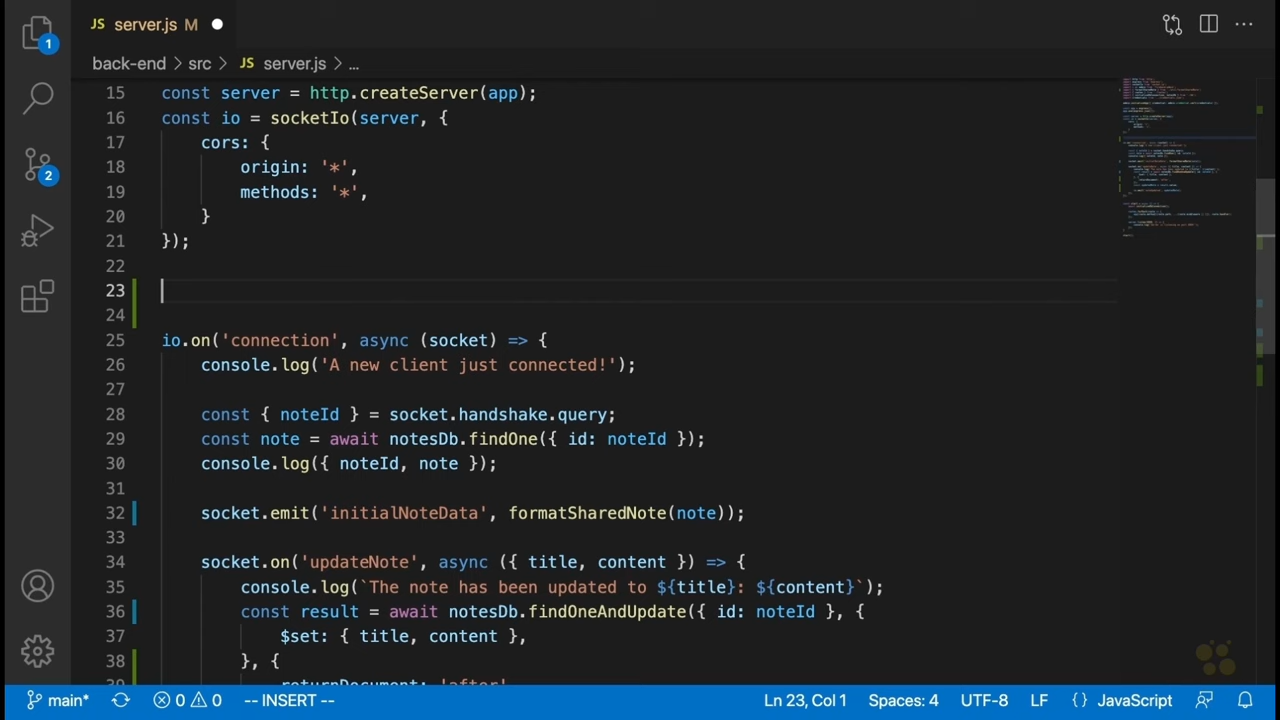 JS server.js M
back-end > src > JS server.js > ...
15 const server = http.createServer(app);
16 const io = socketIo(server, {
17 cors: {
18 origin: '*',
19 methods: '*',
20 }
21 });
22
23
24
25 io.on('connection', async (socket) => {
26 console.log('A new client just connected!');
27
28 const { noteId } = socket.handshake.query;
29 const note = await notesDb.findOne({ id: noteId });
30 console.log({ noteId, note });
31
32 socket.emit('initialNoteData', formatSharedNote(note));
33
34 socket.on('updateNote', async ({ title, content }) => {
35 console.log(`The note has been updated to ${title}: ${content}`);
36 const result = await notesDb.findOneAndUpdate({ id: noteId }, {
37 $set: { title, content },
38 }, {
39 returnDocument: 'after'
1
2
main* 0 0 -- INSERT -- Ln 23, Col 1 Spaces: 4 UTF-8 LF {} JavaScript